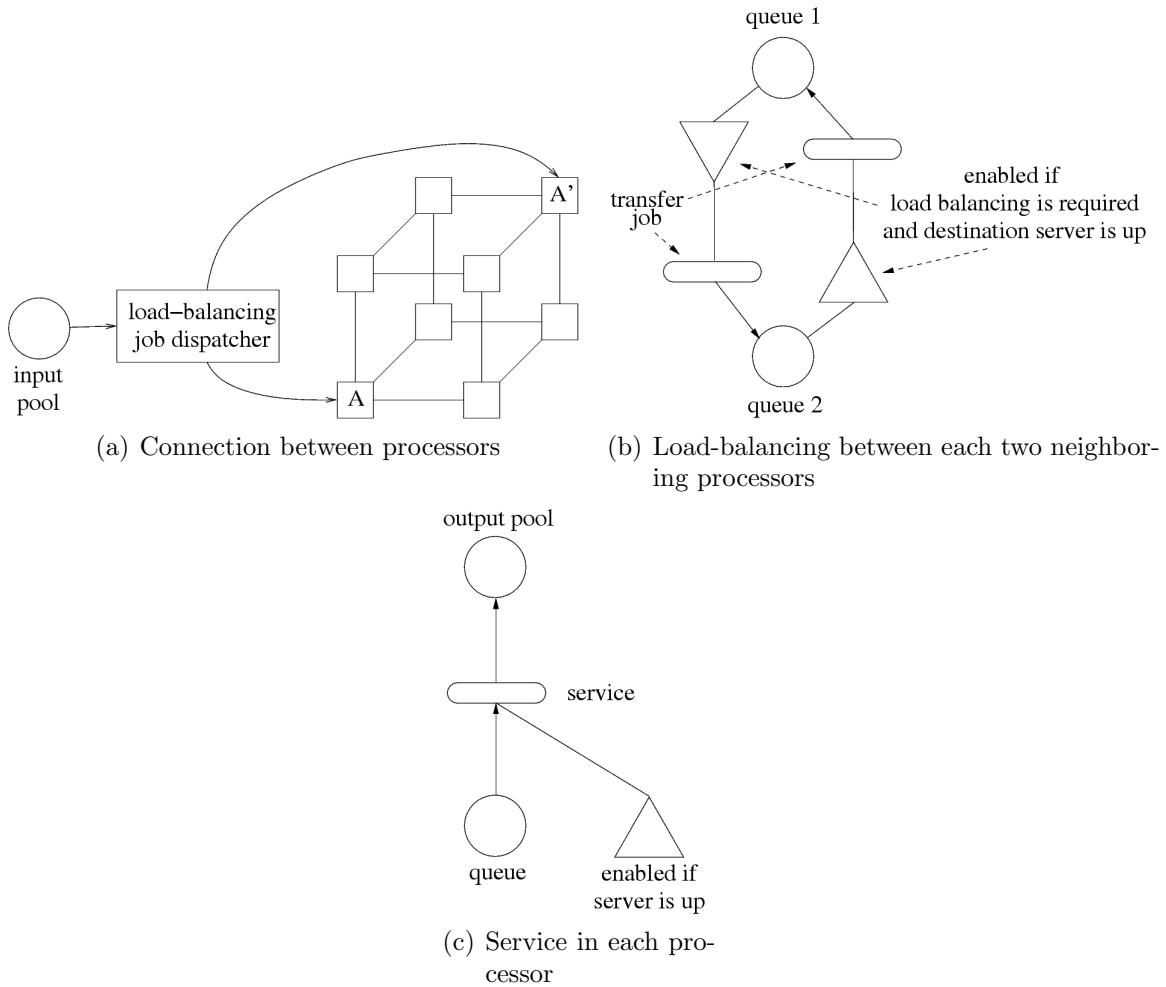 A'
load−balancing
job dispatcher
input
pool
A
(a) Connection between processors
queue 1
transfer
job
enabled if
load balancing is required
and destination server is up
queue 2
(b) Load-balancing between each two neighbor-
ing processors
output pool
service
queue
enabled if
server is up
(c) Service in each pro-
cessor